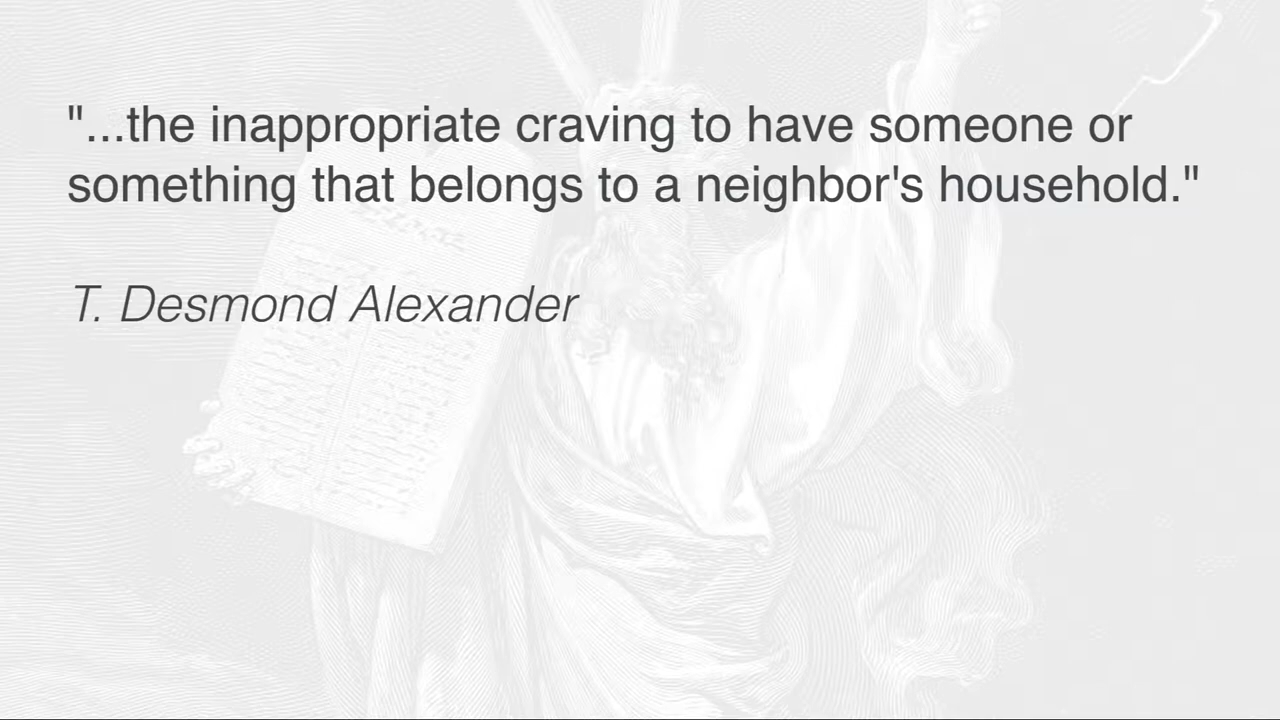 "...the inappropriate craving to have someone or
something that belongs to a neighbor's household."
T. Desmond Alexander